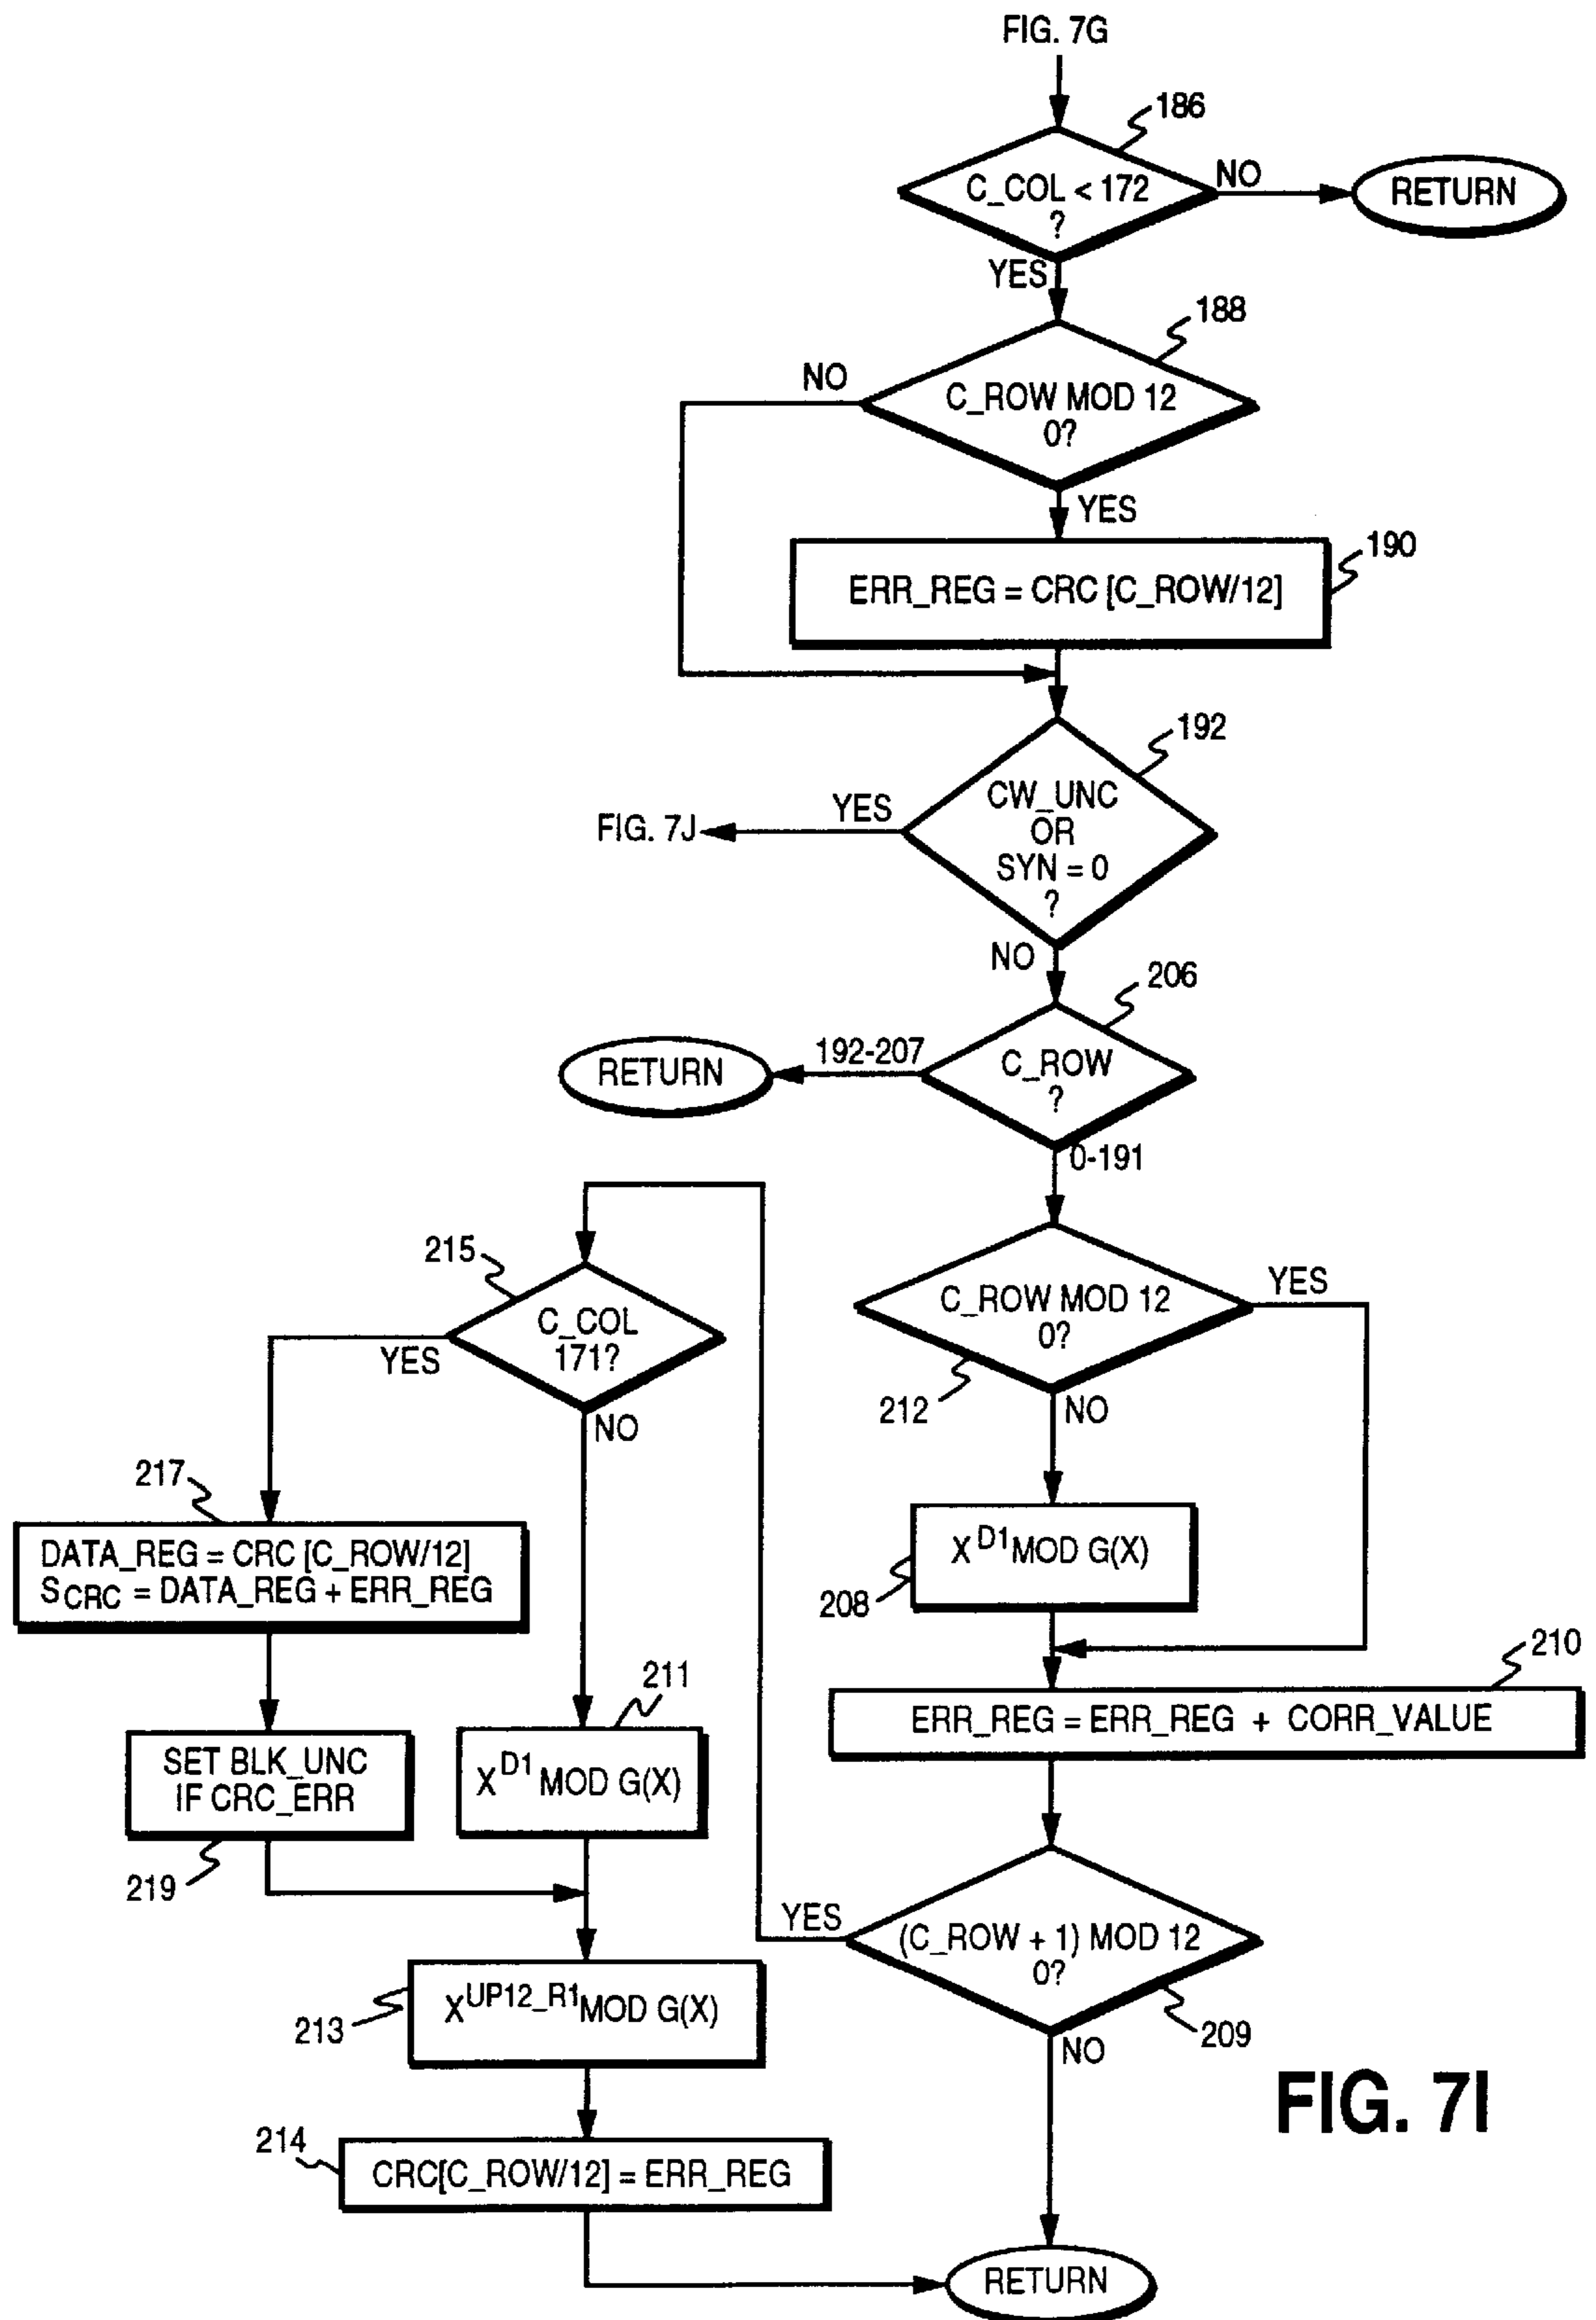 FIG. 7G
186
C_COL < 172
?
NO
RETURN
YES
188
C_ROW MOD 12
0?
NO
YES
190
ERR_REG = CRC [C_ROW/12]
192
CW_UNC
OR
SYN = 0
?
YES
FIG. 7J
NO
206
C_ROW
?
192-207
RETURN
0-191
C_ROW MOD 12
0?
YES
212
NO
X^D1 MOD G(X)
208
210
ERR_REG = ERR_REG + CORR_VALUE
(C_ROW + 1) MOD 12
0?
YES
209
NO
215
C_COL
171?
YES
NO
217
DATA_REG = CRC [C_ROW/12]
S_CRC = DATA_REG + ERR_REG
211
SET BLK_UNC
IF CRC_ERR
219
X^D1 MOD G(X)
X^UP12_R1 MOD G(X)
213
214
CRC[C_ROW/12] = ERR_REG
RETURN
FIG. 7I